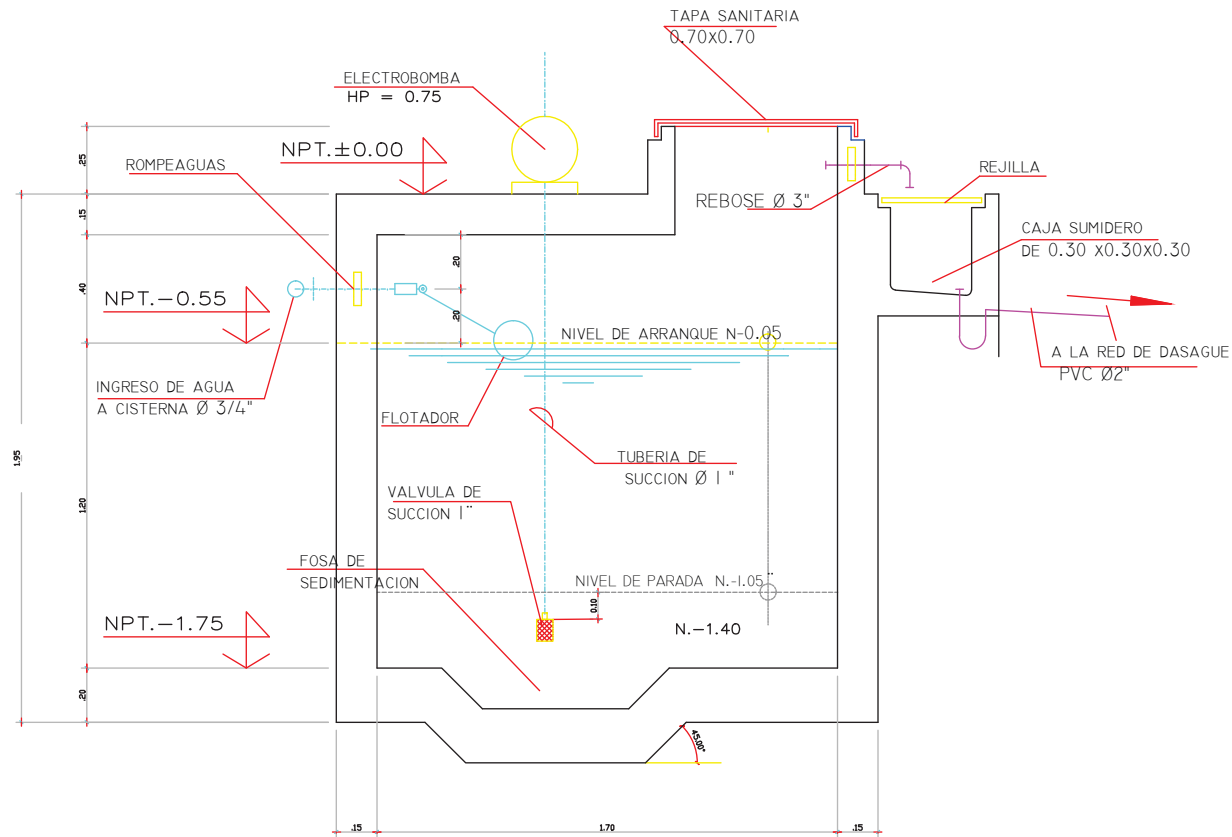 TAPA SANITARIA
0.70x0.70
ELECTROBOMBA
HP = 0.75
NPT.±0.00
ROMPEAGUAS
REJILLA
REBOSE Ø 3"
CAJA SUMIDERO
DE 0.30 x0.30x0.30
.25
.15
.40
.20
.20
NPT.-0.55
NIVEL DE ARRANQUE N-0.05
A LA RED DE DASAGUE
PVC Ø2"
INGRESO DE AGUA
A CISTERNA Ø 3/4"
FLOTADOR
TUBERIA DE
SUCCION Ø 1 "
1.95
1.20
VALVULA DE
SUCCION 1"
FOSA DE
SEDIMENTACION
NIVEL DE PARADA N.-1.05"
0.10
N.-1.40
NPT.-1.75
.20
45.00°
.15
1.70
.15